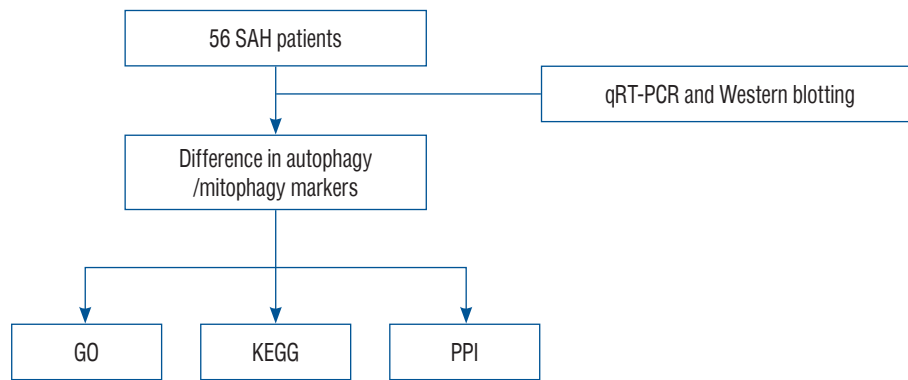 56 SAH patients
qRT-PCR and Western blotting
Difference in autophagy
/mitophagy markers
GO
KEGG
PPI